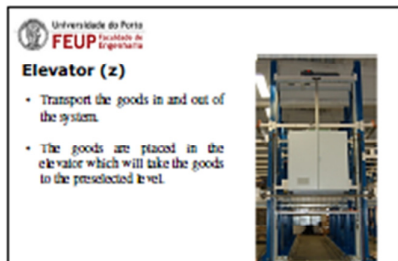 Universidade do Porto
FEUP Faculdade de
Engenharia
Elevator (z)
• Transport the goods in and out of
the system.
• The goods are placed in the
elevator which will take the goods
to the preselected level.